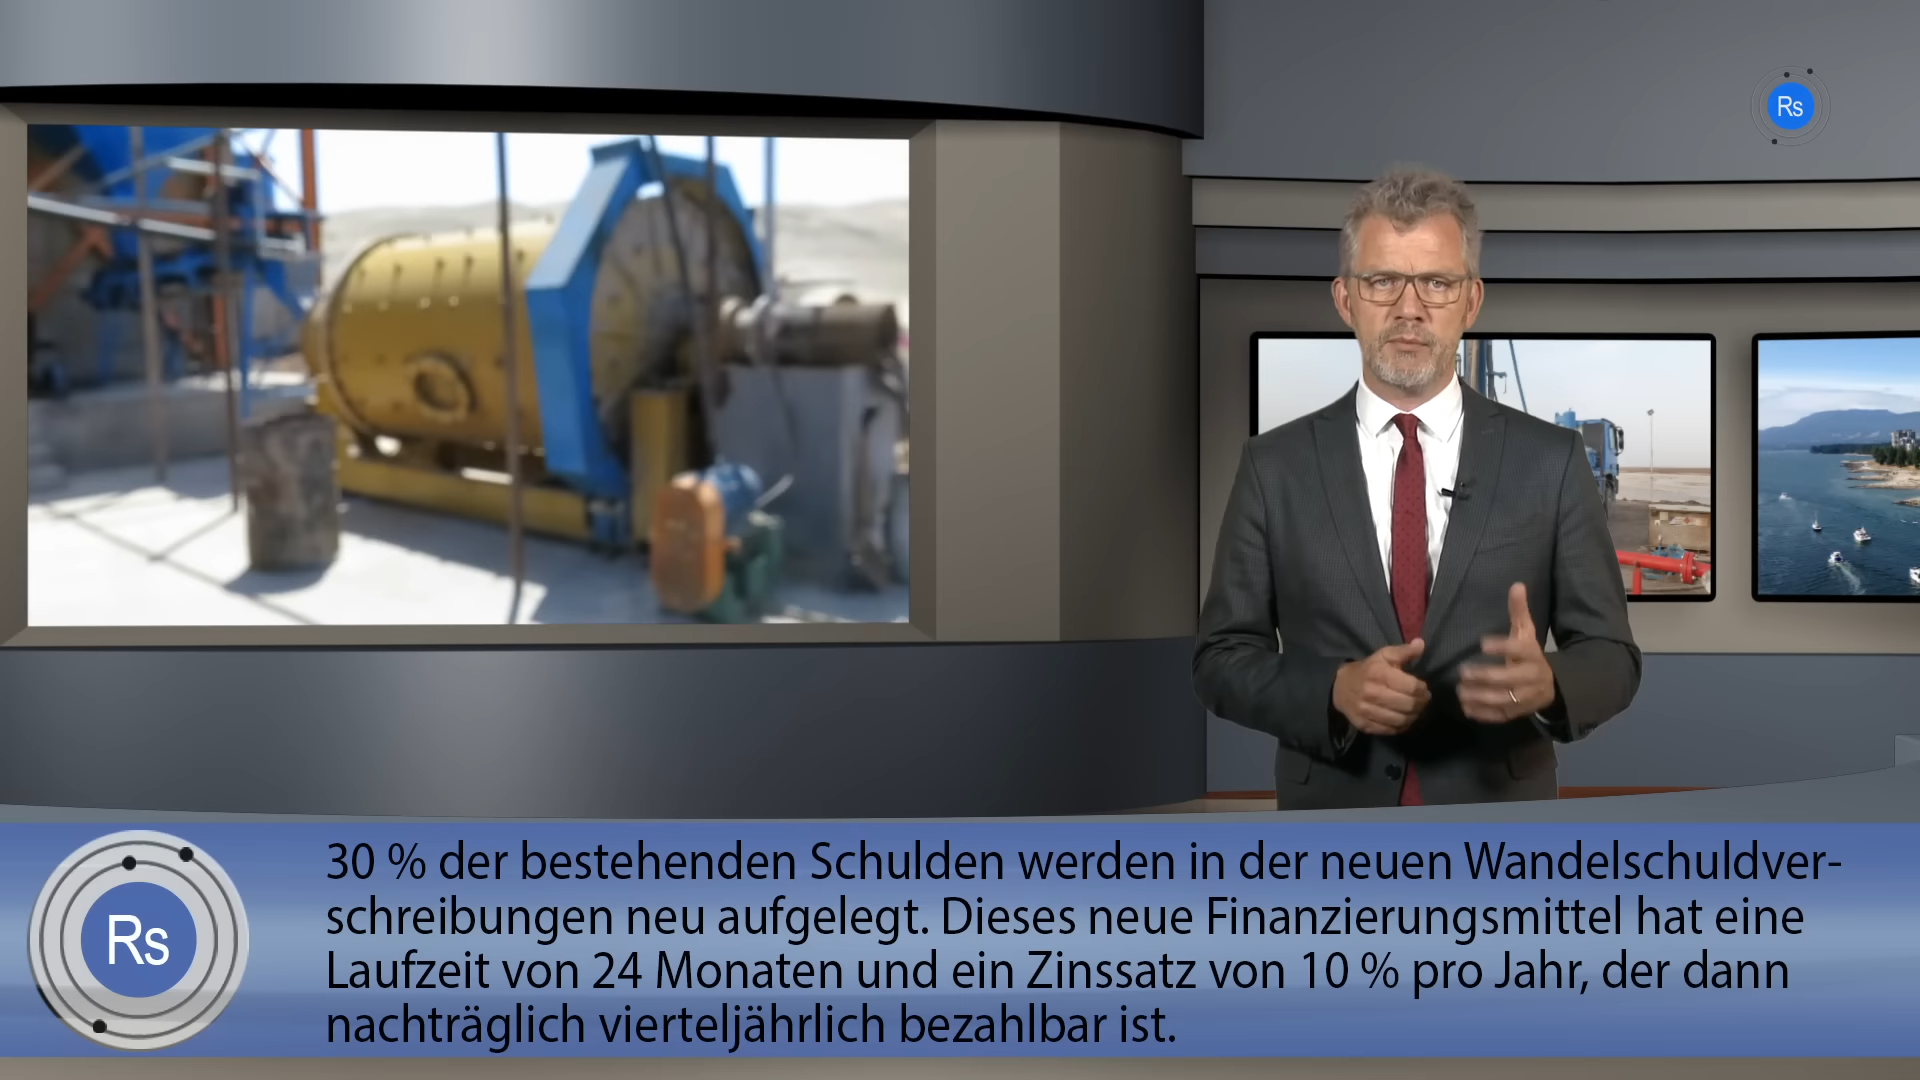 Rs
30 % der bestehenden Schulden werden in der neuen Wandelschuldver-
schreibungen neu aufgelegt. Dieses neue Finanzierungsmittel hat eine
Laufzeit von 24 Monaten und ein Zinssatz von 10 % pro Jahr, der dann
nachträglich vierteljährlich bezahlbar ist.
Rs